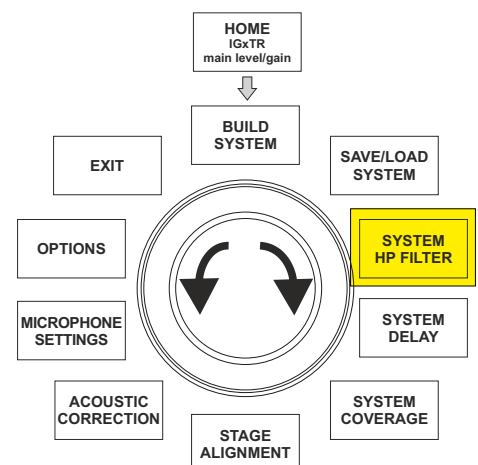 HOME
IGxTR
main level/gain
BUILD
SYSTEM
EXIT
SAVE/LOAD
SYSTEM
OPTIONS
SYSTEM
HP FILTER
MICROPHONE
SETTINGS
SYSTEM
DELAY
ACOUSTIC
CORRECTION
SYSTEM
COVERAGE
STAGE
ALIGNMENT